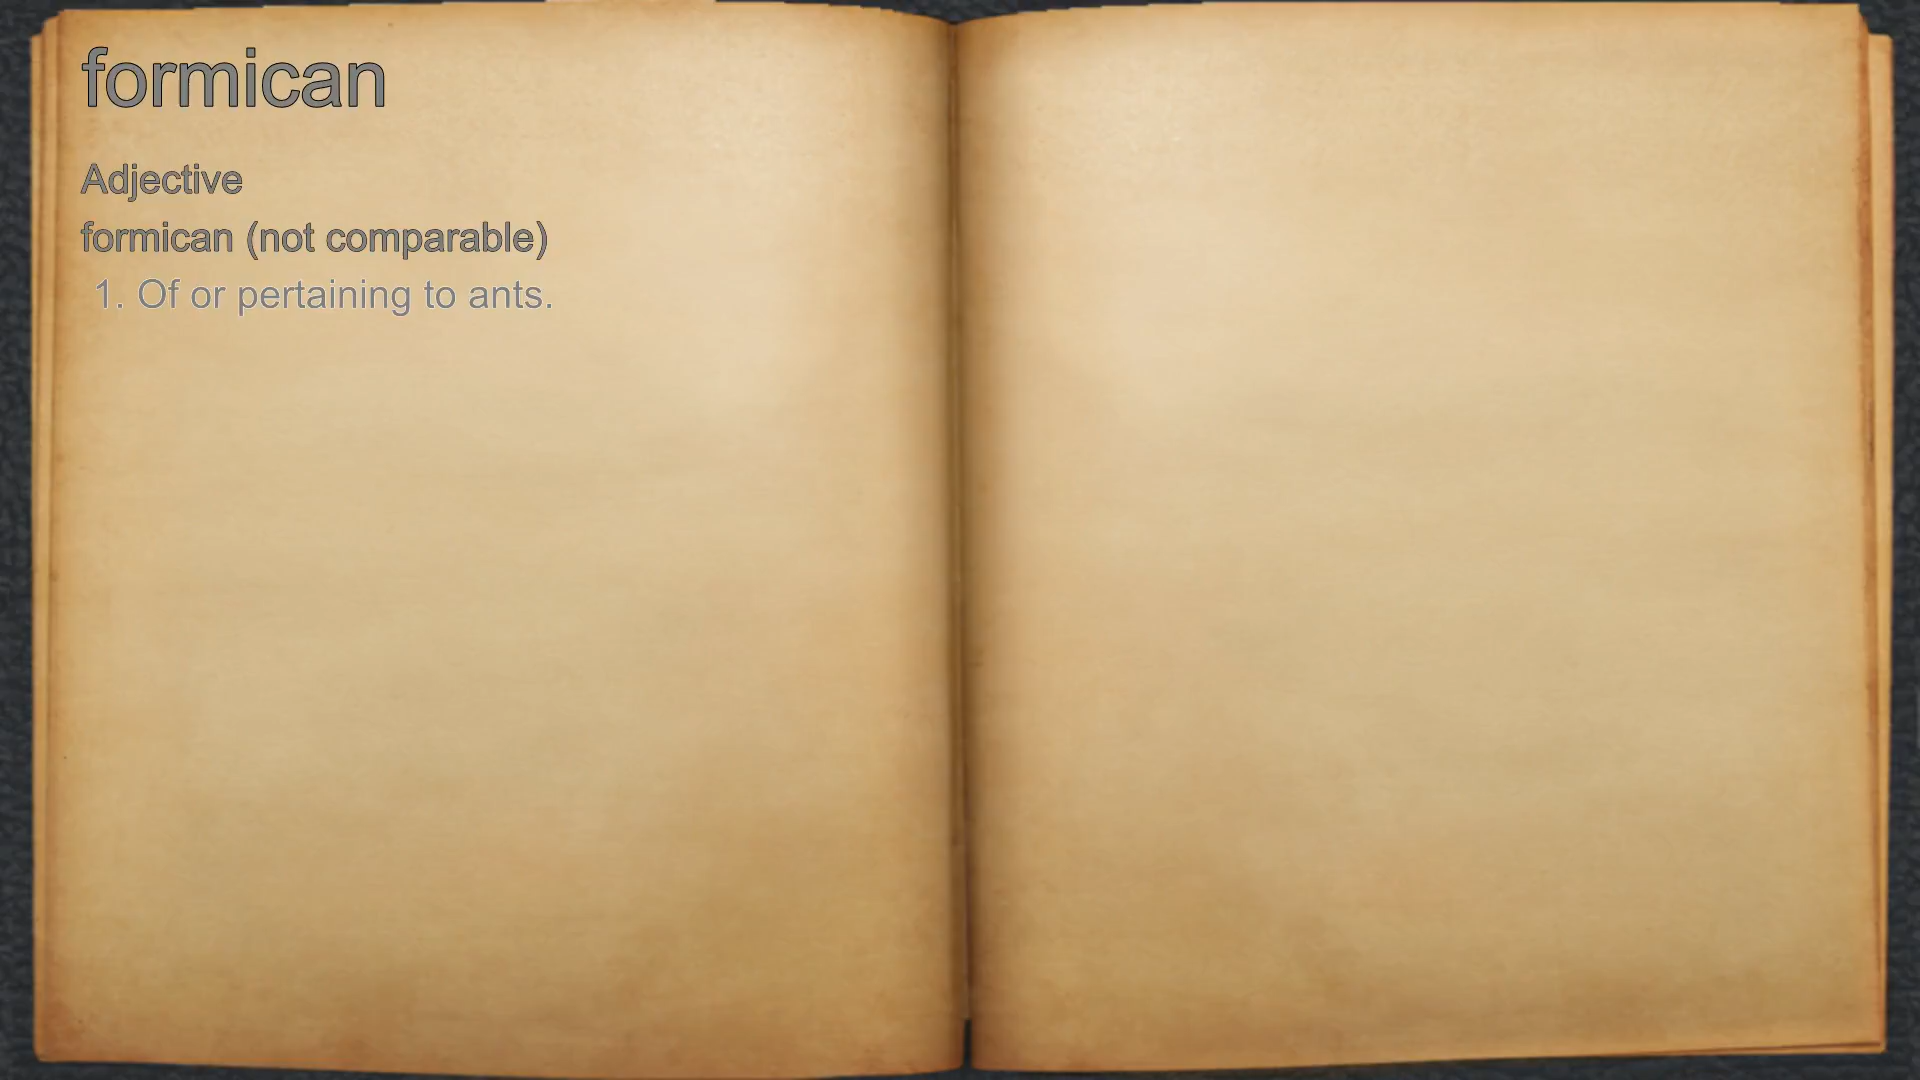 formican
Adjective
formican (not comparable)
1. Of or pertaining to ants.